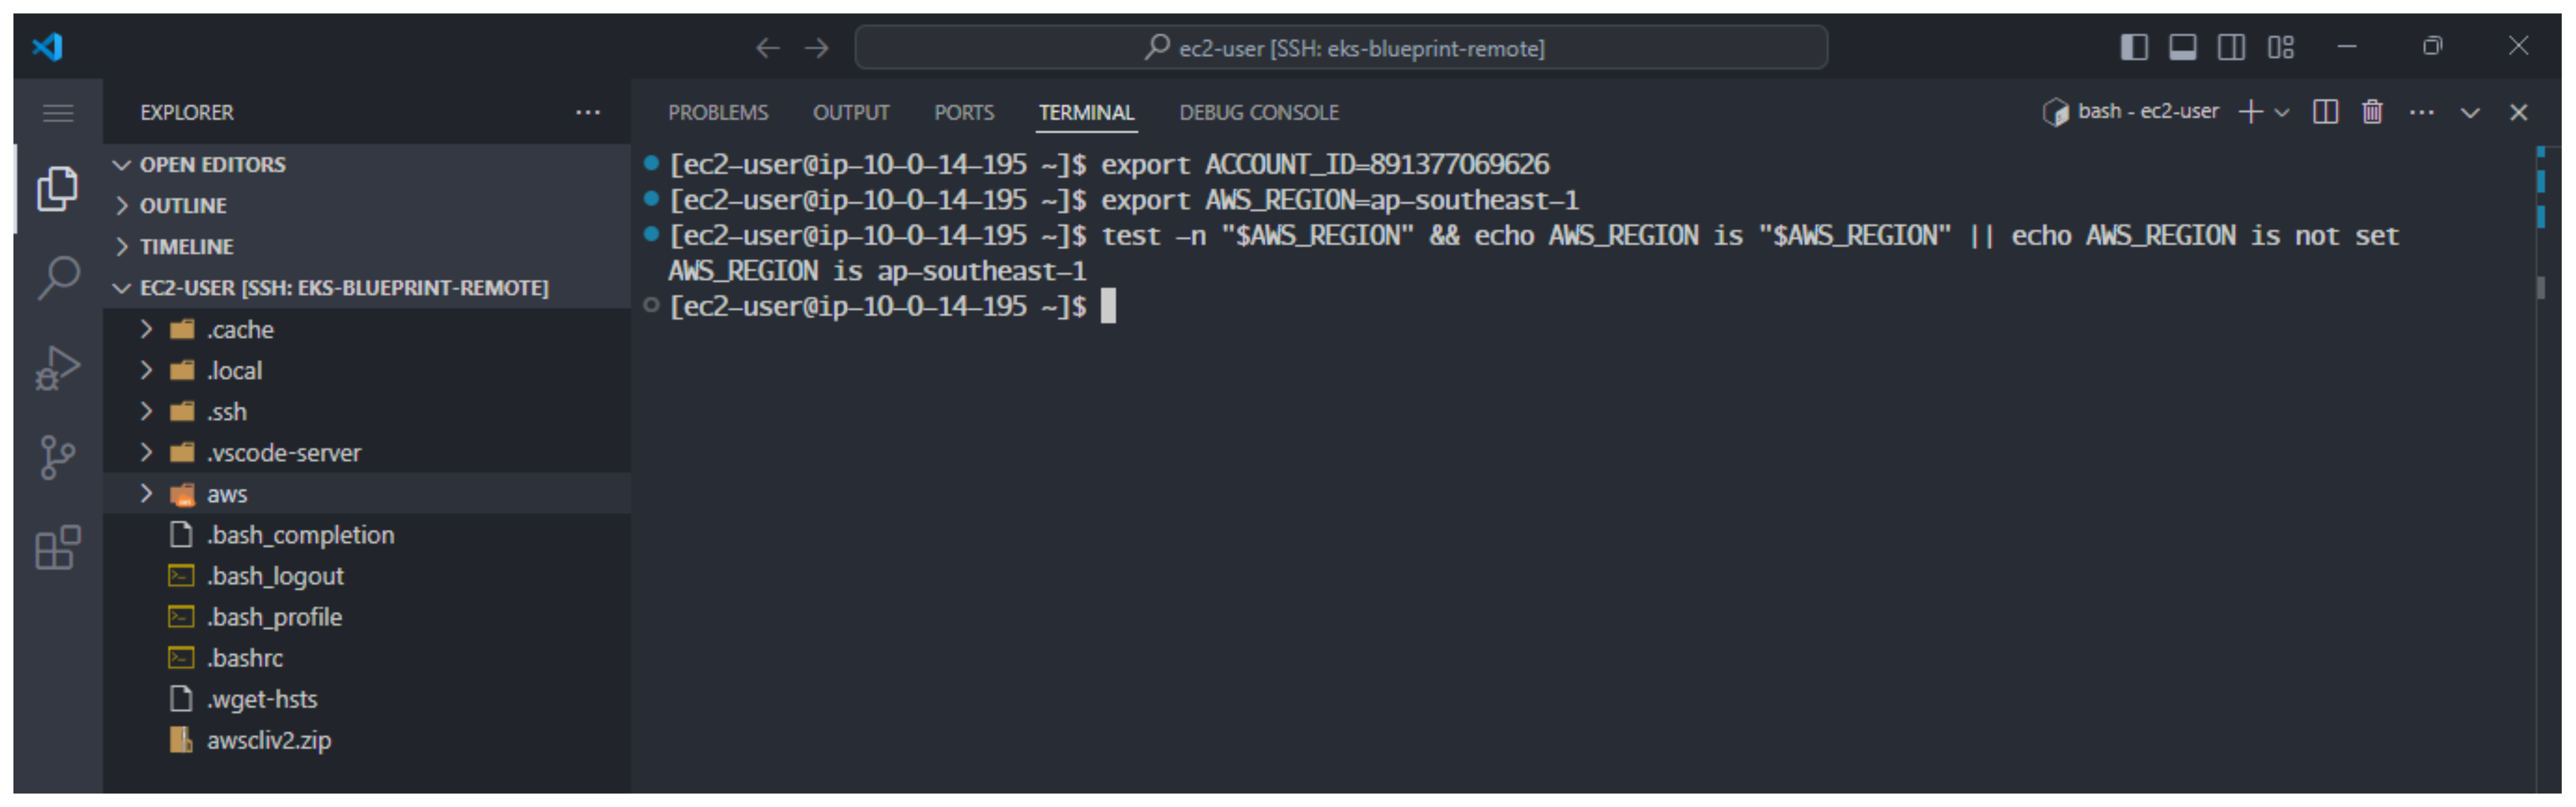 ec2-user [SSH: eks-blueprint-remote]
EXPLORER
OPEN EDITORS
OUTLINE
TIMELINE
EC2-USER [SSH: EKS-BLUEPRINT-REMOTE]
.cache
.local
.ssh
.vscode-server
aws
.bash_completion
.bash_logout
.bash_profile
.bashrc
.wget-hsts
awscliv2.zip
PROBLEMS OUTPUT PORTS TERMINAL DEBUG CONSOLE
bash - ec2-user
[ec2-user@ip-10-0-14-195 ~]$ export ACCOUNT_ID=891377069626
[ec2-user@ip-10-0-14-195 ~]$ export AWS_REGION=ap-southeast-1
[ec2-user@ip-10-0-14-195 ~]$ test -n "$AWS_REGION" && echo AWS_REGION is "$AWS_REGION" || echo AWS_REGION is not set
AWS_REGION is ap-southeast-1
[ec2-user@ip-10-0-14-195 ~]$